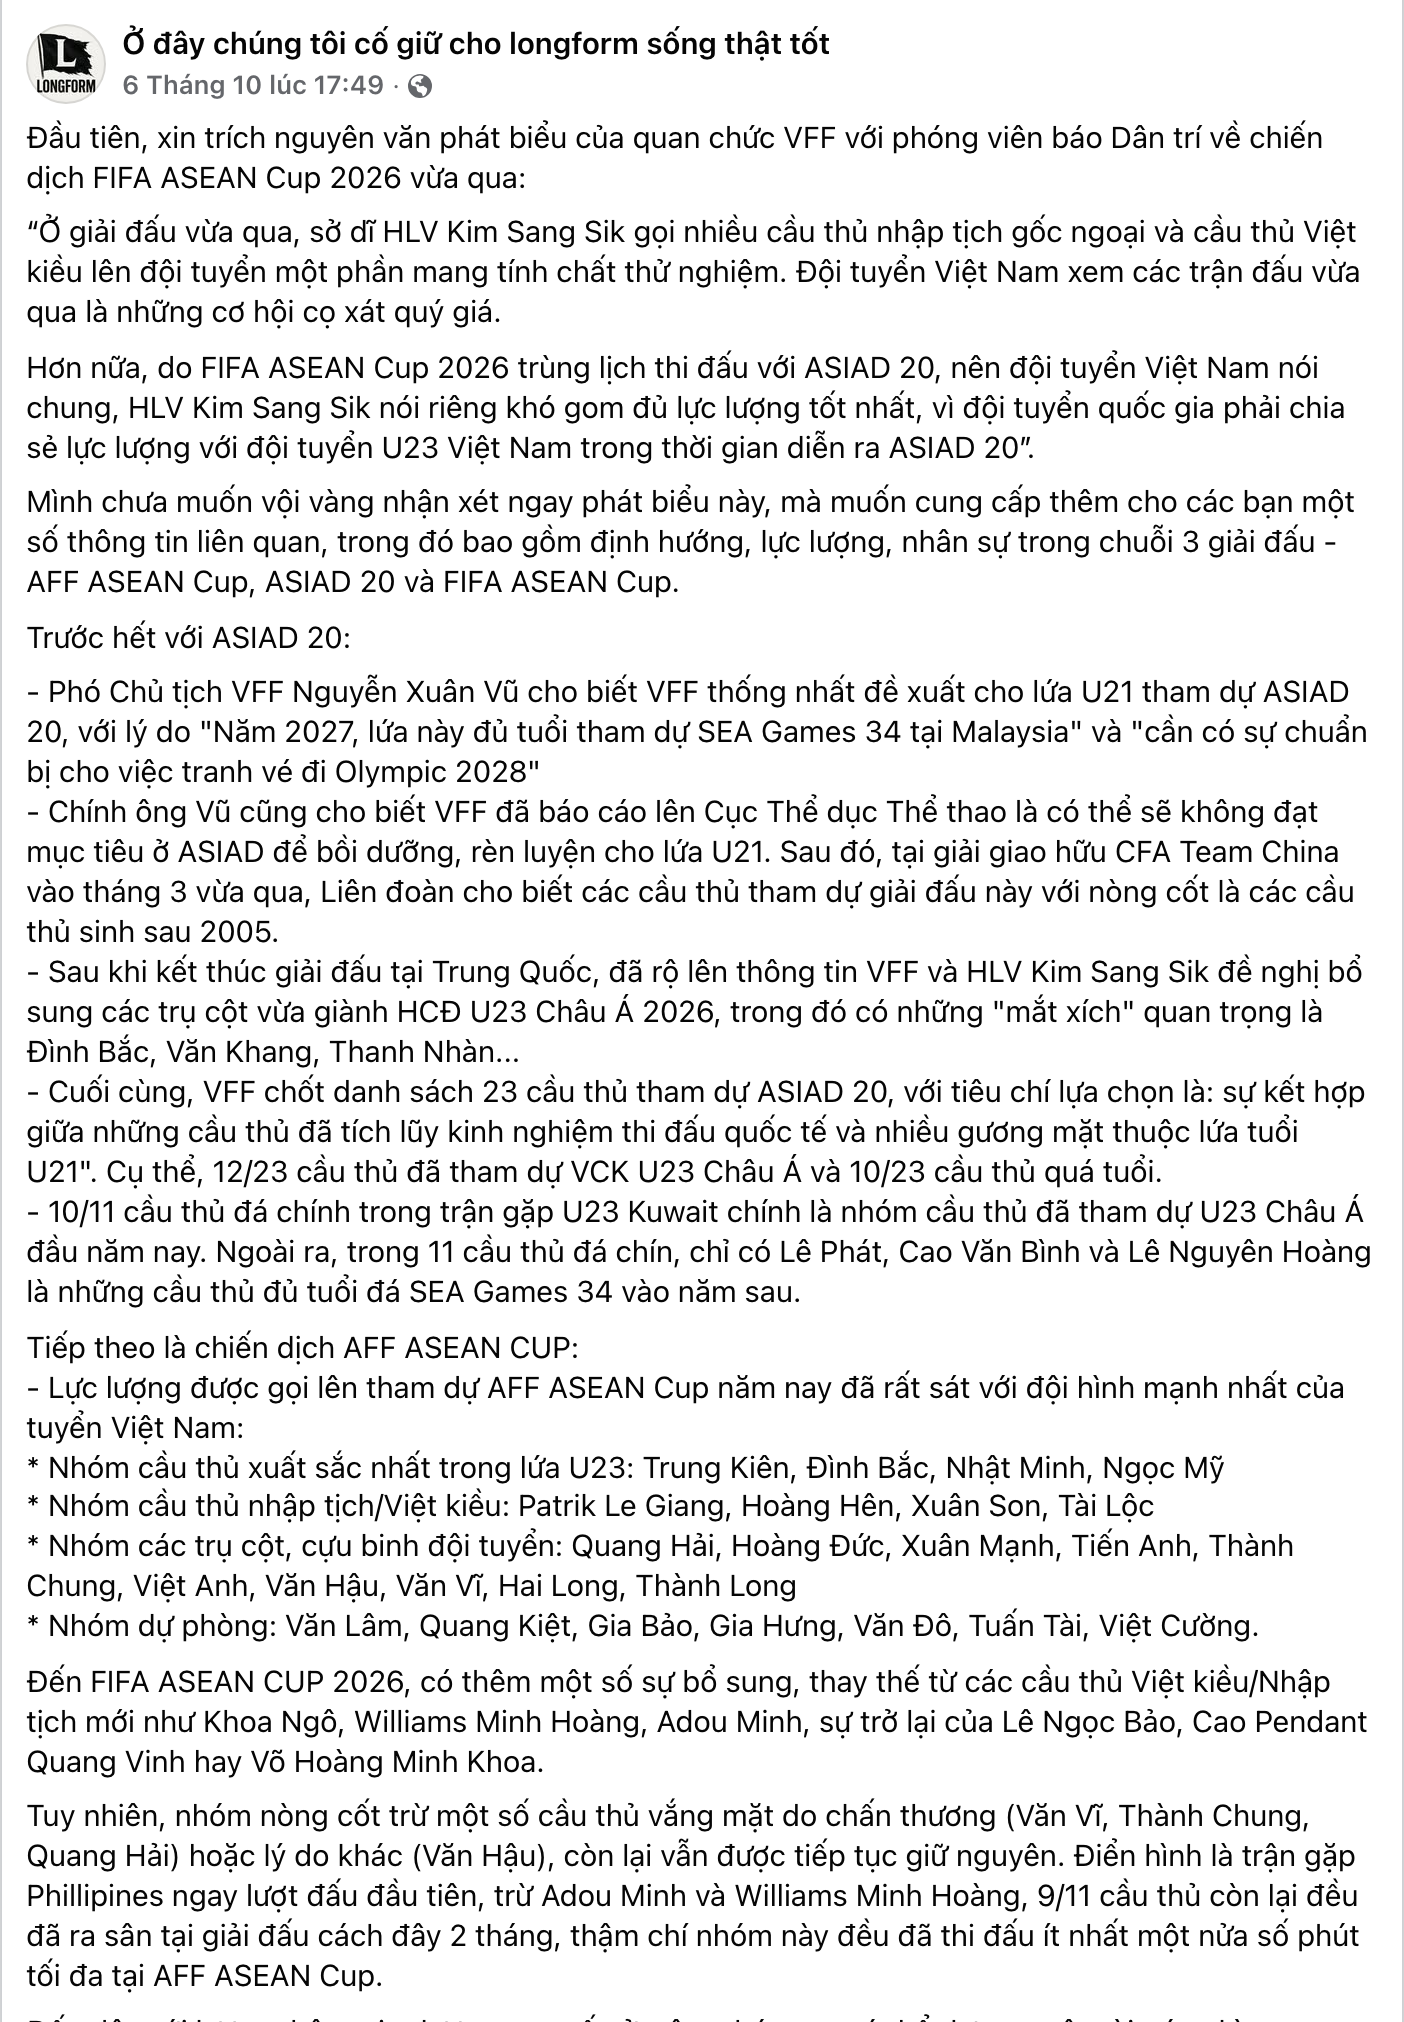 L
LONGFORM
Ở đây chúng tôi cố giữ cho longform sống thật tốt
6 Tháng 10 lúc 17:49 ·
Đầu tiên, xin trích nguyên văn phát biểu của quan chức VFF với phóng viên báo Dân trí về chiến
dịch FIFA ASEAN Cup 2026 vừa qua:
“Ở giải đấu vừa qua, sở dĩ HLV Kim Sang Sik gọi nhiều cầu thủ nhập tịch gốc ngoại và cầu thủ Việt
kiều lên đội tuyển một phần mang tính chất thử nghiệm. Đội tuyển Việt Nam xem các trận đấu vừa
qua là những cơ hội cọ xát quý giá.
Hơn nữa, do FIFA ASEAN Cup 2026 trùng lịch thi đấu với ASIAD 20, nên đội tuyển Việt Nam nói
chung, HLV Kim Sang Sik nói riêng khó gom đủ lực lượng tốt nhất, vì đội tuyển quốc gia phải chia
sẻ lực lượng với đội tuyển U23 Việt Nam trong thời gian diễn ra ASIAD 20”.
Mình chưa muốn vội vàng nhận xét ngay phát biểu này, mà muốn cung cấp thêm cho các bạn một
số thông tin liên quan, trong đó bao gồm định hướng, lực lượng, nhân sự trong chuỗi 3 giải đấu -
AFF ASEAN Cup, ASIAD 20 và FIFA ASEAN Cup.
Trước hết với ASIAD 20:
- Phó Chủ tịch VFF Nguyễn Xuân Vũ cho biết VFF thống nhất đề xuất cho lứa U21 tham dự ASIAD
20, với lý do "Năm 2027, lứa này đủ tuổi tham dự SEA Games 34 tại Malaysia" và "cần có sự chuẩn
bị cho việc tranh vé đi Olympic 2028"
- Chính ông Vũ cũng cho biết VFF đã báo cáo lên Cục Thể dục Thể thao là có thể sẽ không đạt
mục tiêu ở ASIAD để bồi dưỡng, rèn luyện cho lứa U21. Sau đó, tại giải giao hữu CFA Team China
vào tháng 3 vừa qua, Liên đoàn cho biết các cầu thủ tham dự giải đấu này với nòng cốt là các cầu
thủ sinh sau 2005.
- Sau khi kết thúc giải đấu tại Trung Quốc, đã rộ lên thông tin VFF và HLV Kim Sang Sik đề nghị bổ
sung các trụ cột vừa giành HCĐ U23 Châu Á 2026, trong đó có những "mắt xích" quan trọng là
Đình Bắc, Văn Khang, Thanh Nhàn...
- Cuối cùng, VFF chốt danh sách 23 cầu thủ tham dự ASIAD 20, với tiêu chí lựa chọn là: sự kết hợp
giữa những cầu thủ đã tích lũy kinh nghiệm thi đấu quốc tế và nhiều gương mặt thuộc lứa tuổi
U21". Cụ thể, 12/23 cầu thủ đã tham dự VCK U23 Châu Á và 10/23 cầu thủ quá tuổi.
- 10/11 cầu thủ đá chính trong trận gặp U23 Kuwait chính là nhóm cầu thủ đã tham dự U23 Châu Á
đầu năm nay. Ngoài ra, trong 11 cầu thủ đá chín, chỉ có Lê Phát, Cao Văn Bình và Lê Nguyên Hoàng
là những cầu thủ đủ tuổi đá SEA Games 34 vào năm sau.
Tiếp theo là chiến dịch AFF ASEAN CUP:
- Lực lượng được gọi lên tham dự AFF ASEAN Cup năm nay đã rất sát với đội hình mạnh nhất của
tuyển Việt Nam:
* Nhóm cầu thủ xuất sắc nhất trong lứa U23: Trung Kiên, Đình Bắc, Nhật Minh, Ngọc Mỹ
* Nhóm cầu thủ nhập tịch/Việt kiều: Patrik Le Giang, Hoàng Hên, Xuân Son, Tài Lộc
* Nhóm các trụ cột, cựu binh đội tuyển: Quang Hải, Hoàng Đức, Xuân Mạnh, Tiến Anh, Thành
Chung, Việt Anh, Văn Hậu, Văn Vĩ, Hai Long, Thành Long
* Nhóm dự phòng: Văn Lâm, Quang Kiệt, Gia Bảo, Gia Hưng, Văn Đô, Tuấn Tài, Việt Cường.
Đến FIFA ASEAN CUP 2026, có thêm một số sự bổ sung, thay thế từ các cầu thủ Việt kiều/Nhập
tịch mới như Khoa Ngô, Williams Minh Hoàng, Adou Minh, sự trở lại của Lê Ngọc Bảo, Cao Pendant
Quang Vinh hay Võ Hoàng Minh Khoa.
Tuy nhiên, nhóm nòng cốt trừ một số cầu thủ vắng mặt do chấn thương (Văn Vĩ, Thành Chung,
Quang Hải) hoặc lý do khác (Văn Hậu), còn lại vẫn được tiếp tục giữ nguyên. Điển hình là trận gặp
Phillipines ngay lượt đấu đầu tiên, trừ Adou Minh và Williams Minh Hoàng, 9/11 cầu thủ còn lại đều
đã ra sân tại giải đấu cách đây 2 tháng, thậm chí nhóm này đều đã thi đấu ít nhất một nửa số phút
tối đa tại AFF ASEAN Cup.